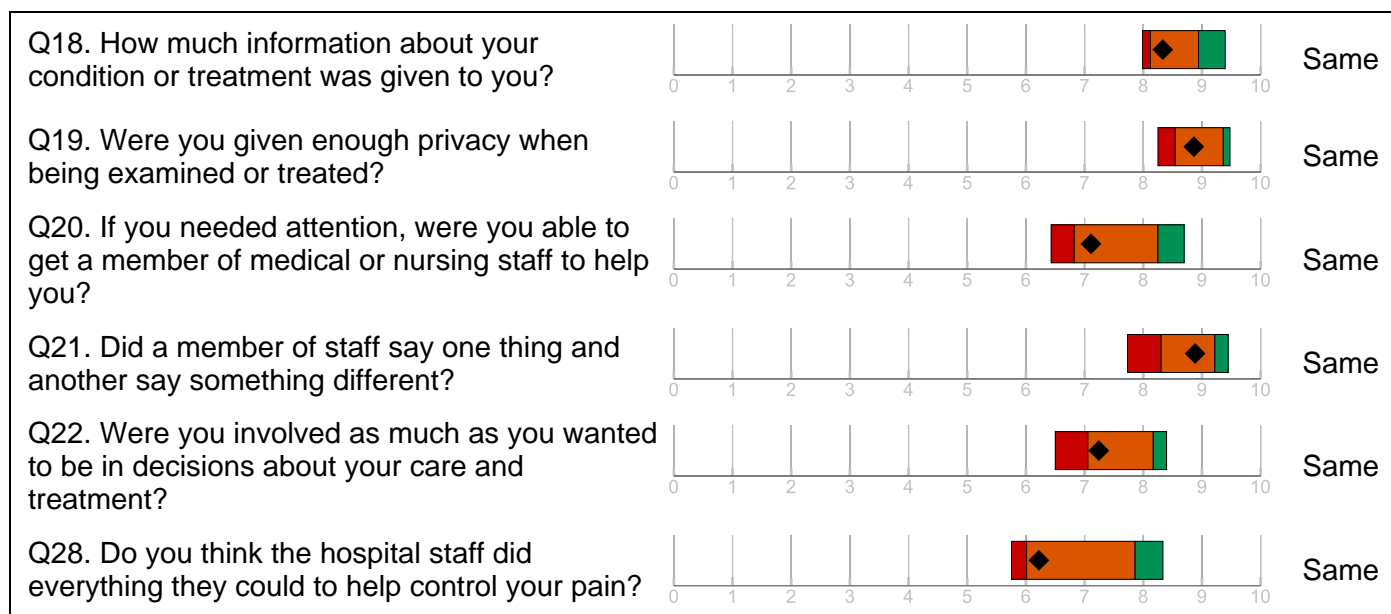 Q18. How much information about your
condition or treatment was given to you?
0 1 2 3 4 5 6 7 8 9 10
Same
Q19. Were you given enough privacy when
being examined or treated?
0 1 2 3 4 5 6 7 8 9 10
Same
Q20. If you needed attention, were you able to
get a member of medical or nursing staff to help
you?
0 1 2 3 4 5 6 7 8 9 10
Same
Q21. Did a member of staff say one thing and
another say something different?
0 1 2 3 4 5 6 7 8 9 10
Same
Q22. Were you involved as much as you wanted
to be in decisions about your care and
treatment?
0 1 2 3 4 5 6 7 8 9 10
Same
Q28. Do you think the hospital staff did
everything they could to help control your pain?
0 1 2 3 4 5 6 7 8 9 10
Same